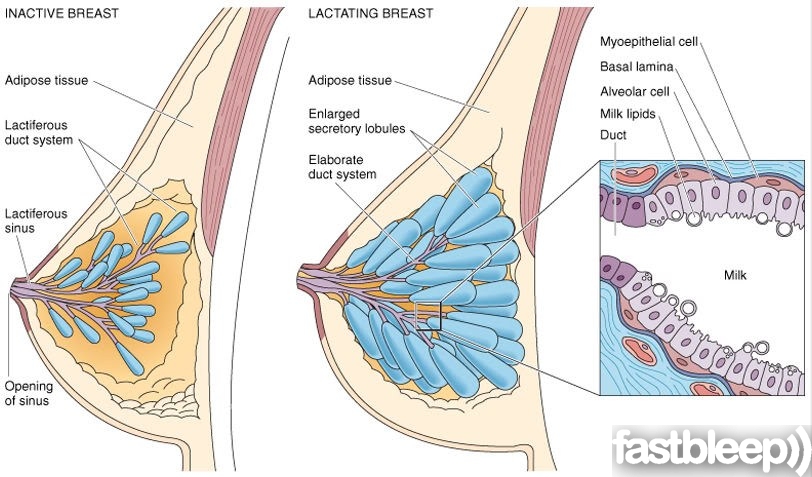 INACTIVE BREAST
Adipose tissue
Lactiferous
duct system
Lactiferous
sinus
Opening
of sinus
LACTATING BREAST
Adipose tissue
Enlarged
secretory lobules
Elaborate
duct system
Myoepithelial cell
Basal lamina
Alveolar cell
Milk lipids
Duct
Milk
fastbleep